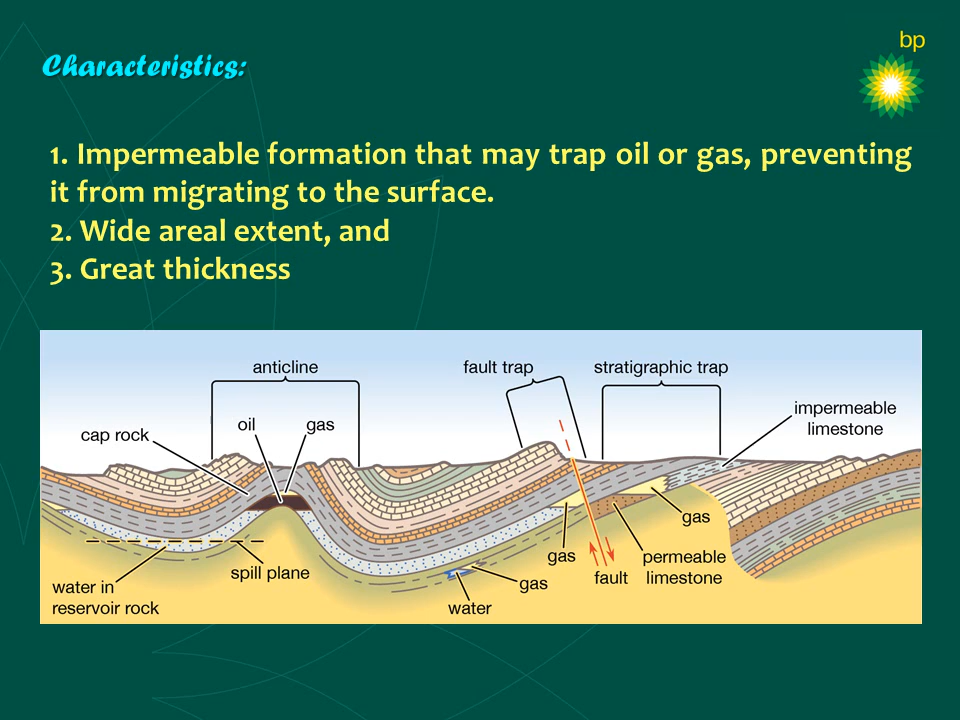 bp
Characteristics:
1. Impermeable formation that may trap oil or gas, preventing
it from migrating to the surface.
2. Wide areal extent, and
3. Great thickness
anticline
fault trap
stratigraphic trap
impermeable
limestone
oil
gas
cap rock
gas
gas
permeable
limestone
spill plane
gas
fault
water in
reservoir rock
water